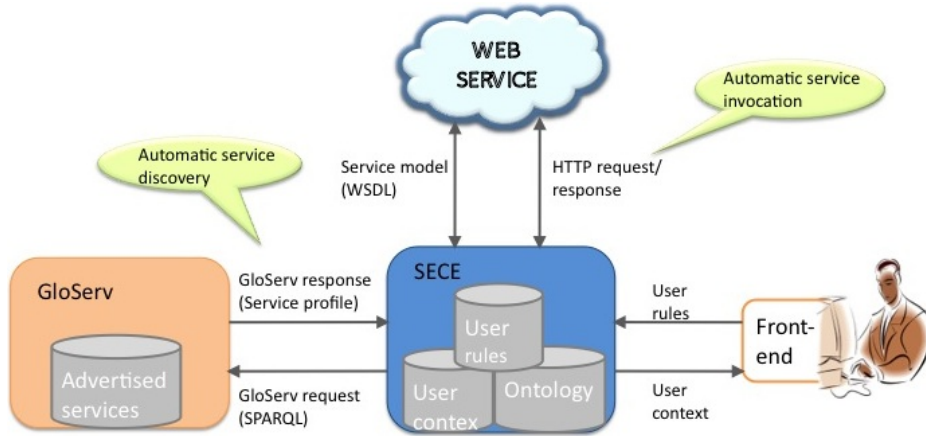 WEB
SERVICE
Automatic service
invocation
Automatic service
discovery
Service model
(WSDL)
HTTP request/
response
GloServ
GloServ response
(Service profile)
SECE
User
rules
User
rules
Front-
end
Advertised
services
GloServ request
(SPARQL)
User
contex
Ontology
User
context